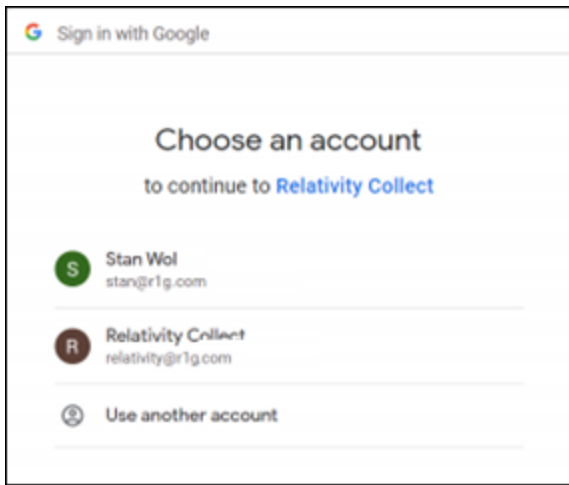 G Sign in with Google
Choose an account
to continue to Relativity Collect
S
Stan Wol
stan@r1g.com
R
Relativity Collect
relativity@r1g.com
Use another account